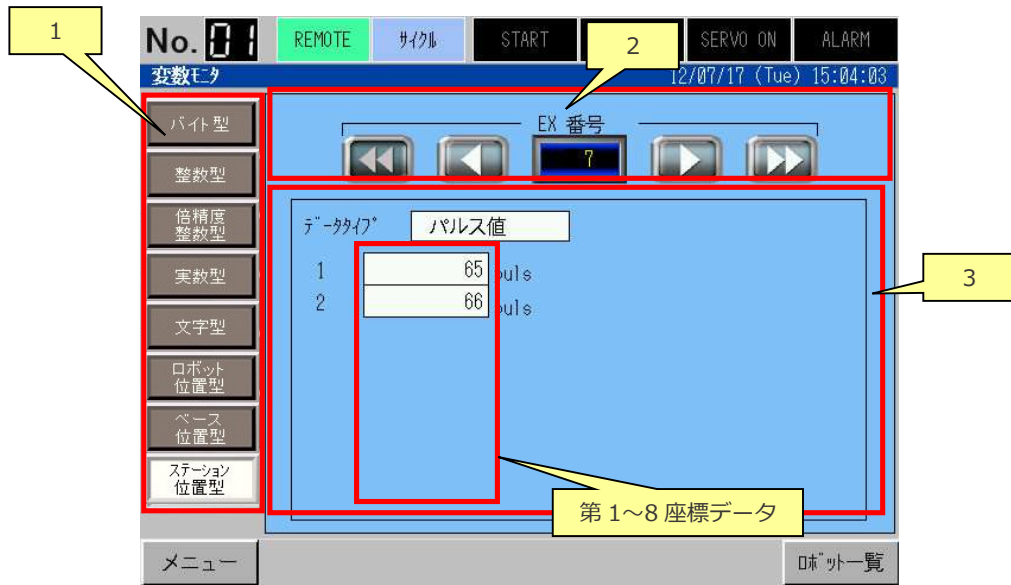 1
No. 01
REMOTE
サイクル
START
2
SERVO ON
ALARM
変数ﾓﾆﾀ
12/07/17 (Tue) 15:04:03
バイト型
整数型
倍精度
整数型
実数型
文字型
ロボット
位置型
ベース
位置型
ステーション
位置型
EX 番号
7
ﾃﾞｰﾀﾀｲﾌﾟ
パルス値
1
65
puls
2
66
puls
3
第 1～8 座標データ
メニュー
ﾛﾎﾞｯﾄ一覧